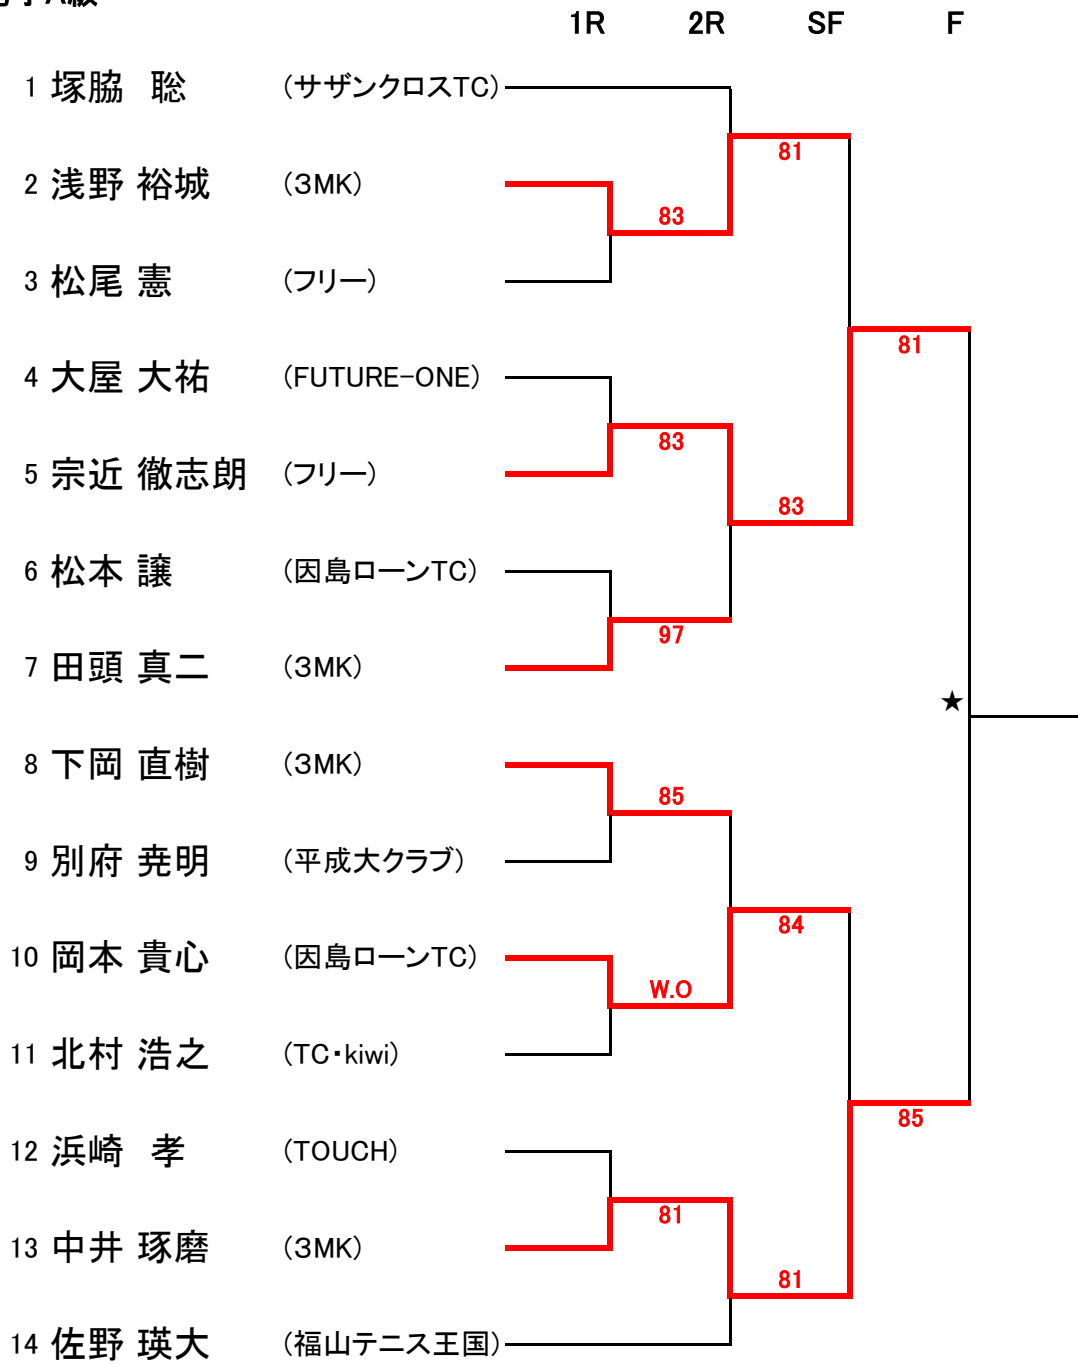 1R 2R SF F
1 塚脇 聡 (サザンクロスTC)
81
2 浅野 裕城 (3MK)
83
3 松尾 憲 (フリー)
81
4 大屋 大祐 (FUTURE-ONE)
83
5 宗近 徹志朗 (フリー)
83
6 松本 譲 (因島ローンTC)
97
7 田頭 真二 (3MK)
★
8 下岡 直樹 (3MK)
85
9 別府 尭明 (平成大クラブ)
84
10 岡本 貴心 (因島ローンTC)
W.O
11 北村 浩之 (TC・kiwi)
85
12 浜崎 孝 (TOUCH)
81
13 中井 琢磨 (3MK)
81
14 佐野 瑛大 (福山テニス王国)